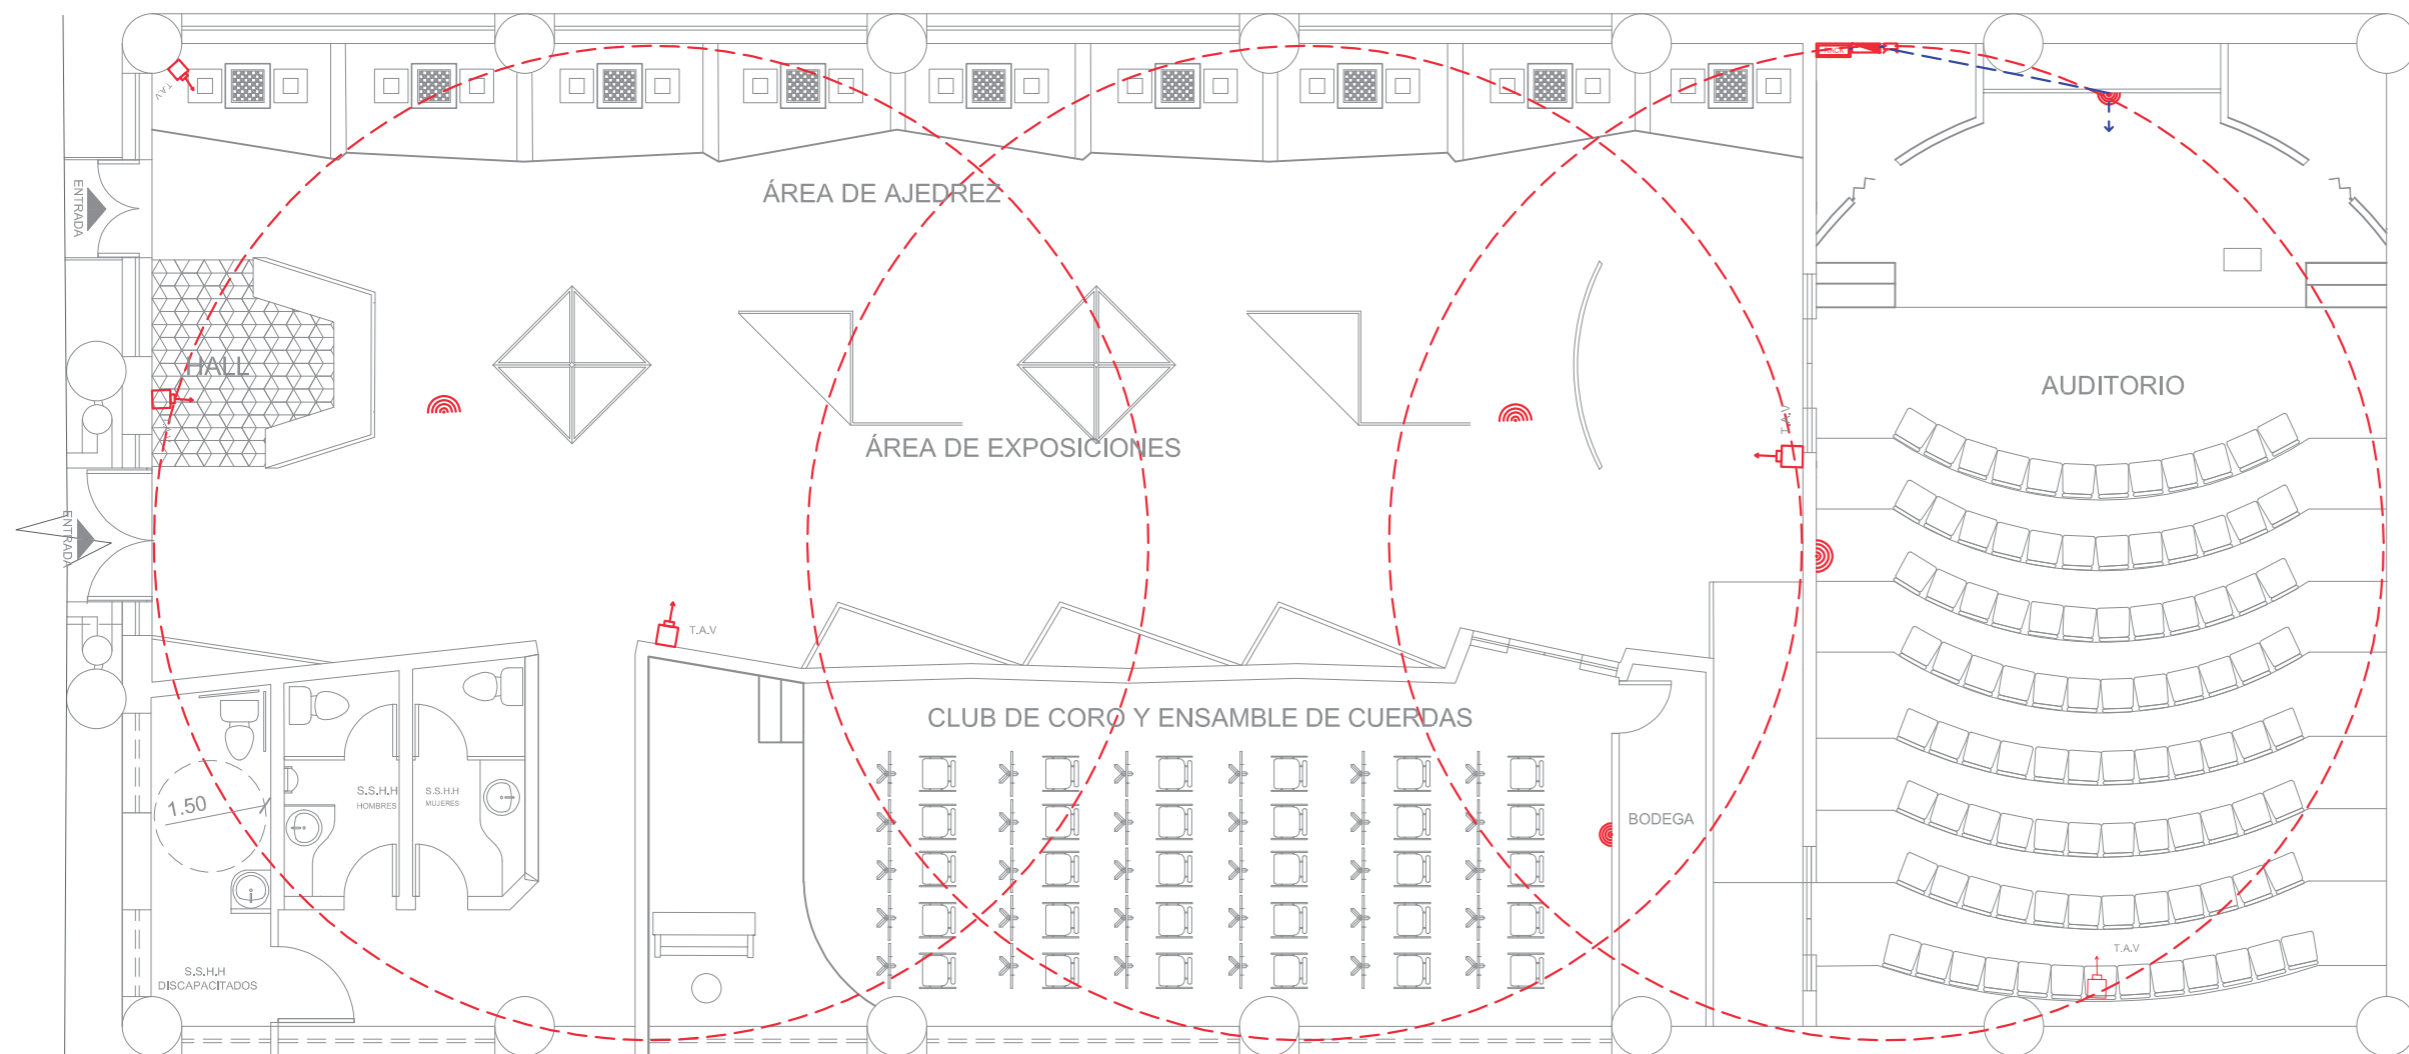 RACK
T.A.V
ENTRADA
ÁREA DE AJEDREZ
HALL
T.A.V
AUDITORIO
T.A.V
ÁREA DE EXPOSICIONES
ENTRADA
T.A.V
CLUB DE CORO Y ENSAMBLE DE CUERDAS
1.50
S.S.H.H
HOMBRES
S.S.H.H
MUJERES
BODEGA
T.A.V
S.S.H.H
DISCAPACITADOS